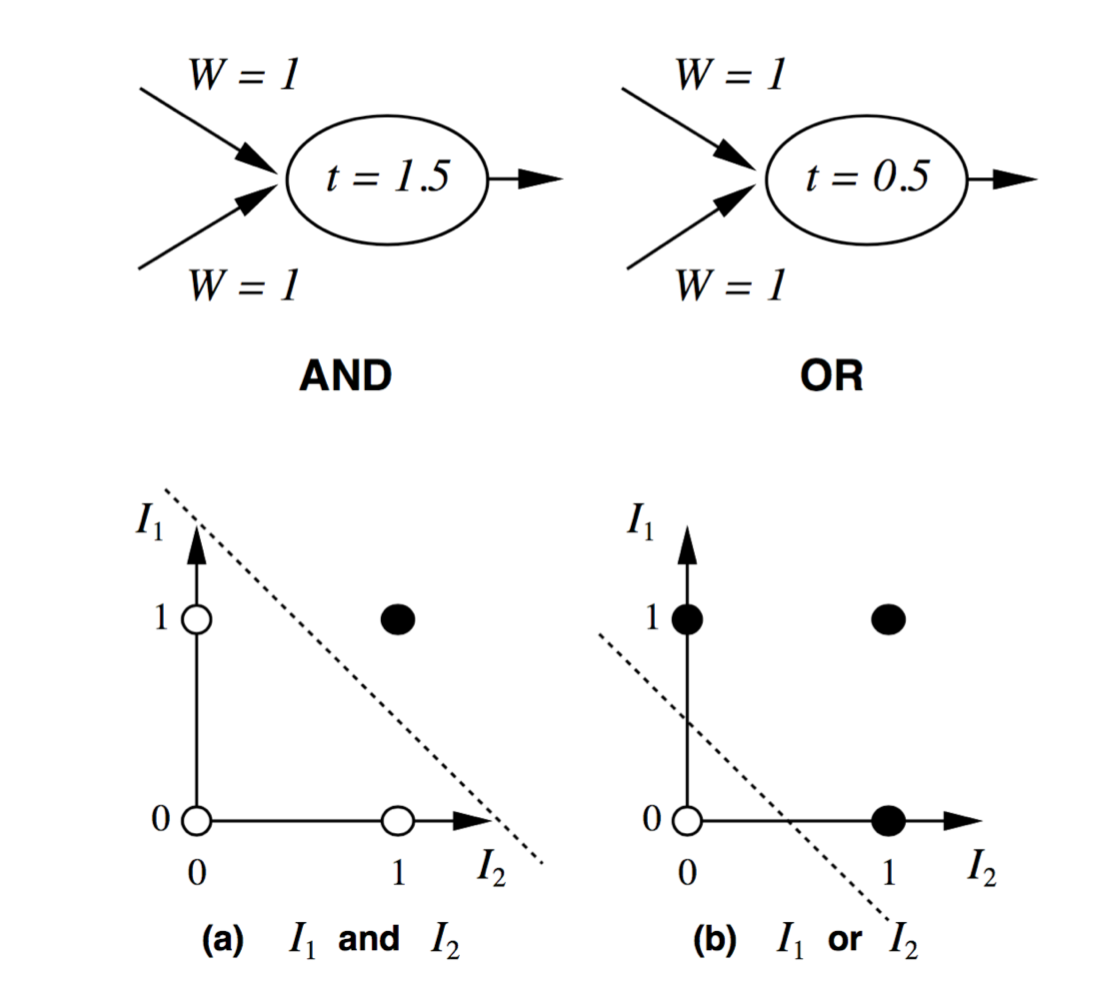 W = 1 W = 1
t = 1.5 t = 0.5
W = 1 W = 1
AND OR
I₁ I₁
1 1
0 0
0 1 I₂ 0 1 I₂
(a) I₁ and I₂ (b) I₁ or I₂